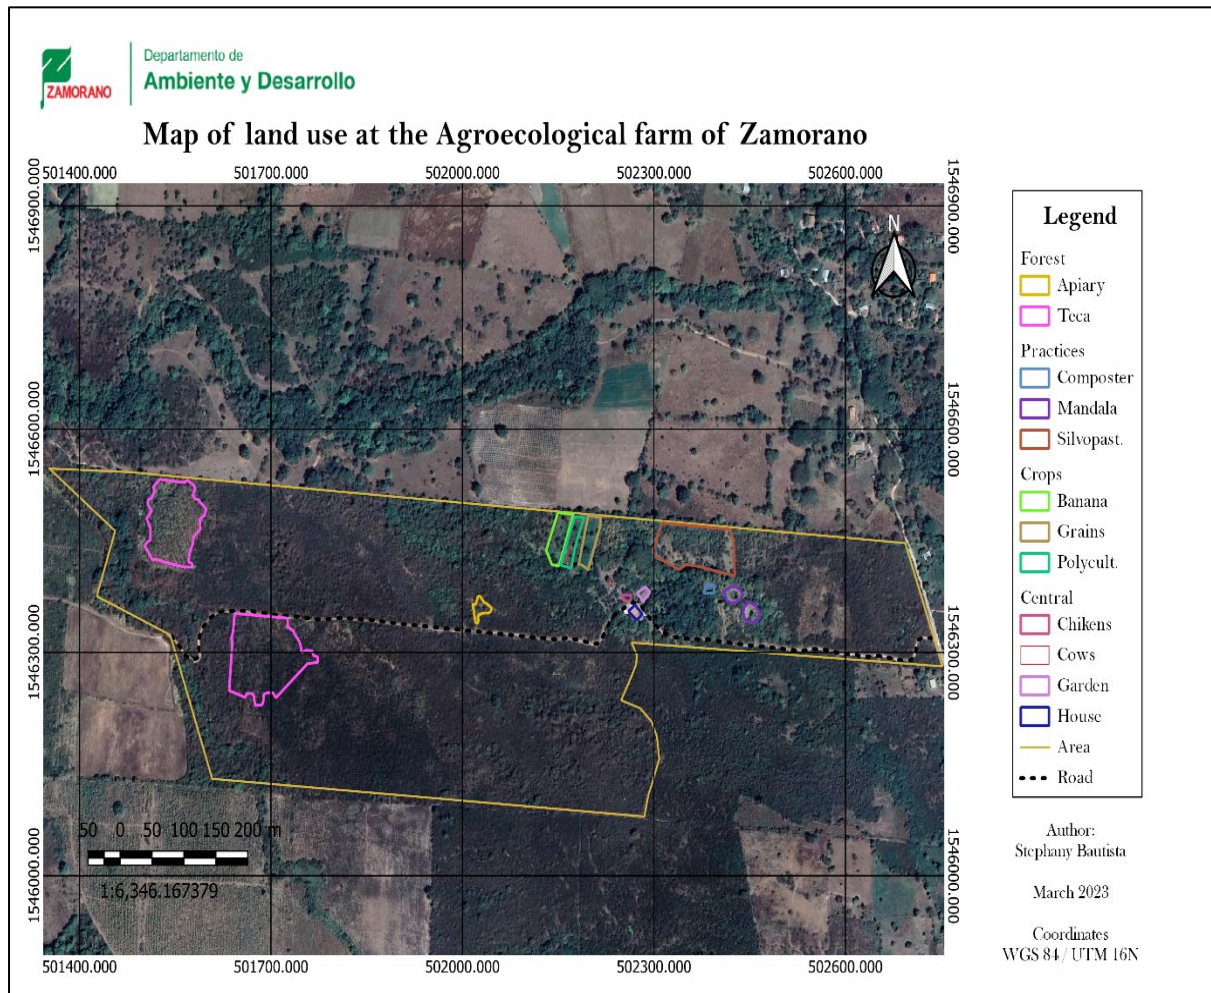 Departamento de
ZAMORANO
Ambiente y Desarrollo
Map of land use at the Agroecological farm of Zamorano
501400.000 501700.000 502000.000 502300.000 502600.000
1546900.000 1546900.000
N
1546600.000 1546600.000
1546300.000 1546300.000
1546000.000 1546000.000
50 0 50 100 150 200 m
1:6,346.167379
501400.000 501700.000 502000.000 502300.000 502600.000
Legend
Forest
Apiary
Teca
Practices
Composter
Mandala
Silvopast.
Crops
Banana
Grains
Polycult.
Central
Chikens
Cows
Garden
House
Area
Road
Author:
Stephany Bautista
March 2023
Coordinates
WGS 84 / UTM 16N